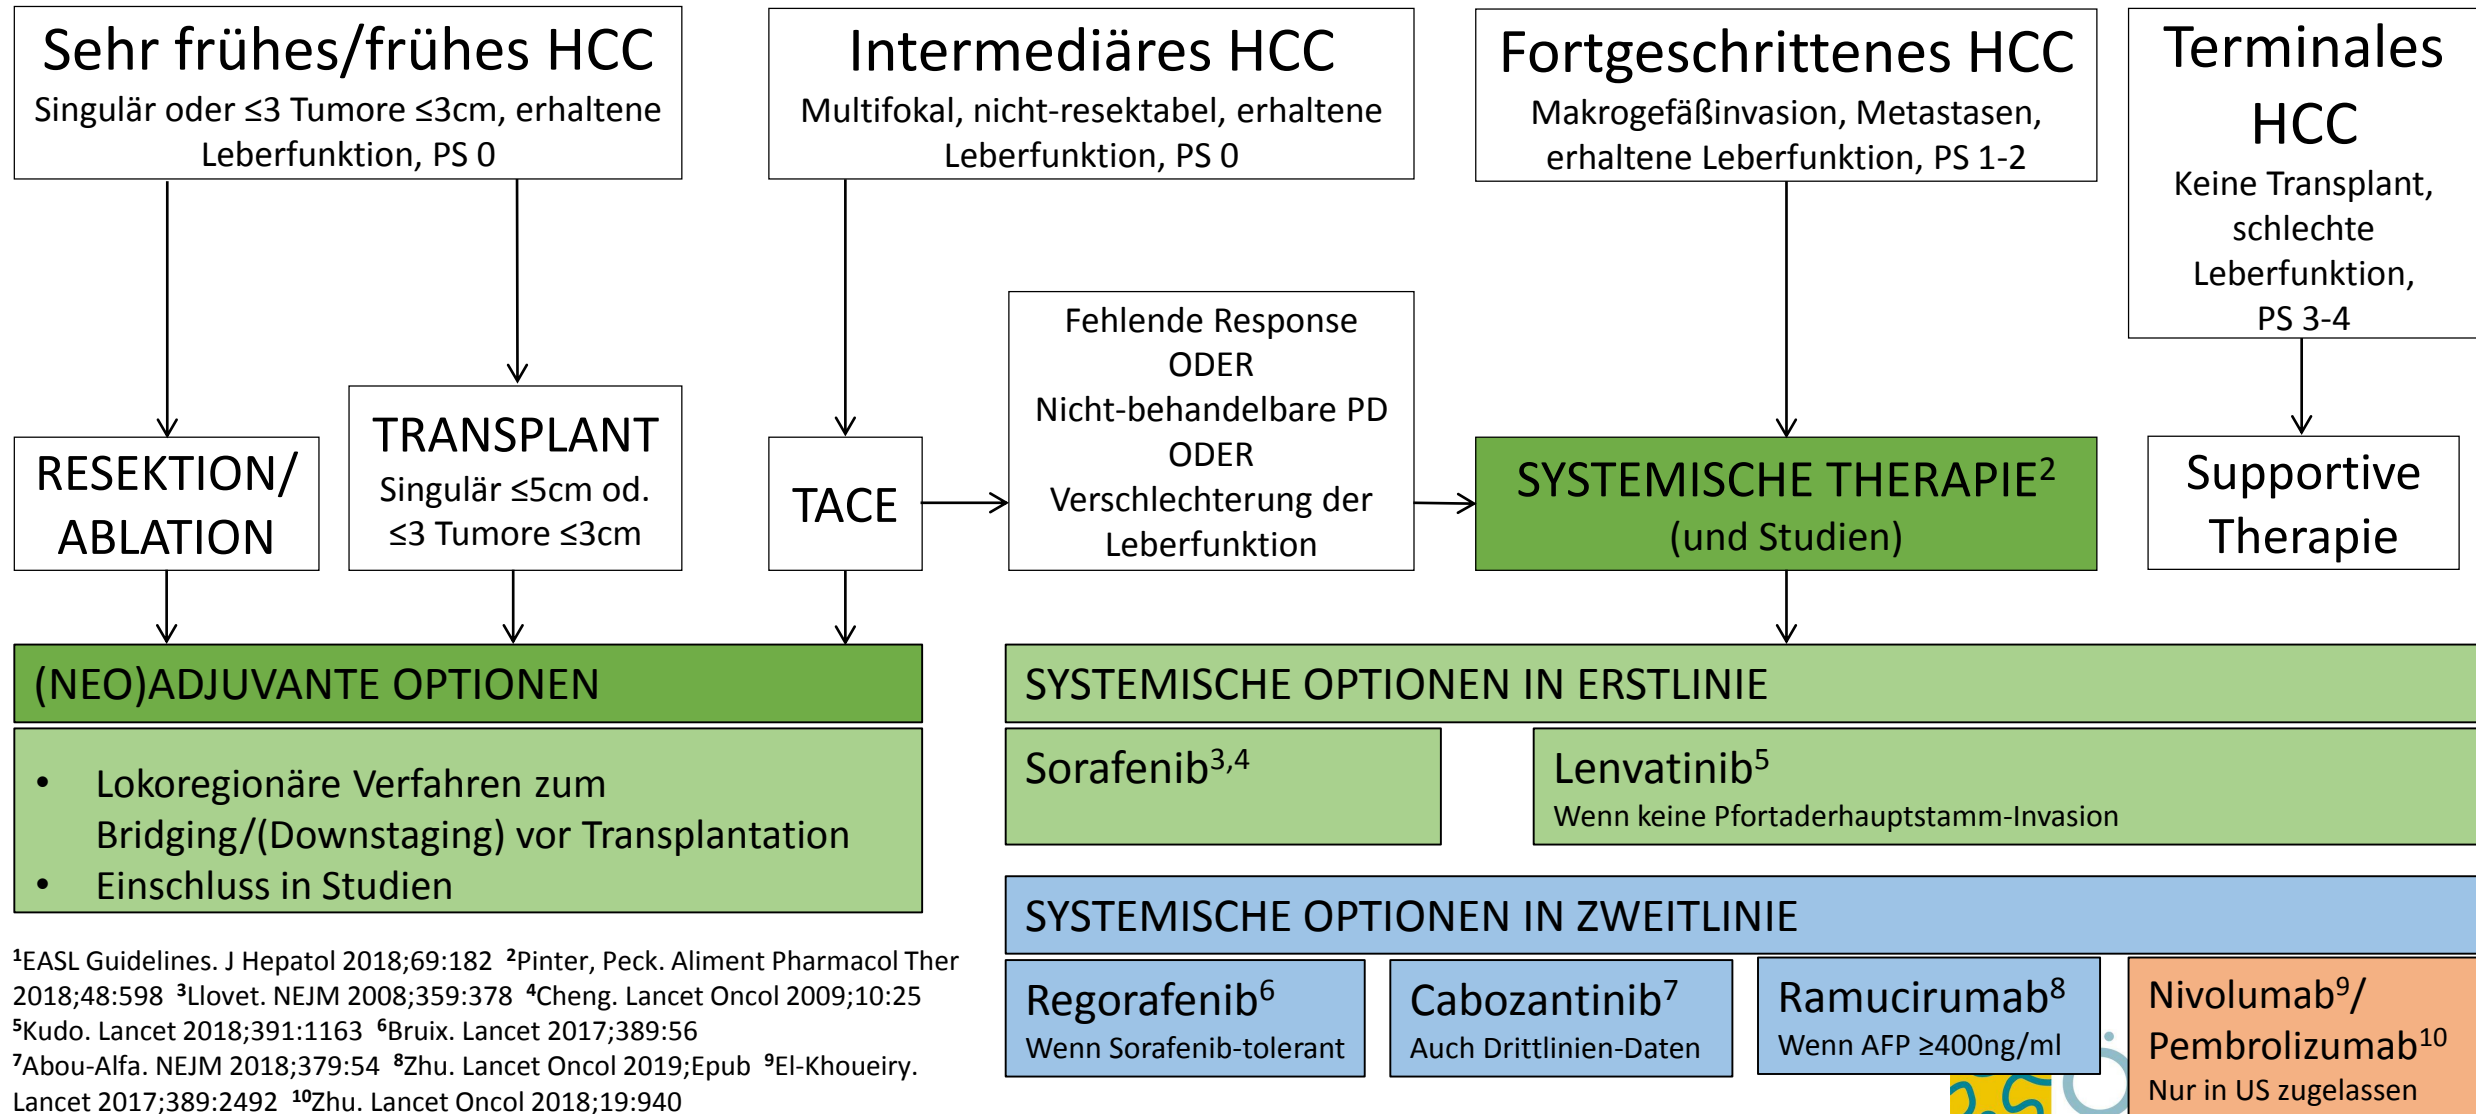 Sehr frühes/frühes HCC
Singulär oder ≤3 Tumore ≤3cm, erhaltene
Leberfunktion, PS 0
Intermediäres HCC
Multifokal, nicht-resektabel, erhaltene
Leberfunktion, PS 0
Fortgeschrittenes HCC
Makrogefäßinvasion, Metastasen,
erhaltene Leberfunktion, PS 1-2
Terminales
HCC
Keine Transplant,
schlechte
Leberfunktion,
PS 3-4
RESEKTION/
ABLATION
TRANSPLANT
Singulär ≤5cm od.
≤3 Tumore ≤3cm
TACE
Fehlende Response
ODER
Nicht-behandelbare PD
ODER
Verschlechterung der
Leberfunktion
SYSTEMISCHE THERAPIE²
(und Studien)
Supportive
Therapie
(NEO)ADJUVANTE OPTIONEN
• Lokoregionäre Verfahren zum
Bridging/(Downstaging) vor Transplantation
• Einschluss in Studien
SYSTEMISCHE OPTIONEN IN ERSTLINIE
Sorafenib³,⁴
Lenvatinib⁵
Wenn keine Pfortaderhauptstamm-Invasion
SYSTEMISCHE OPTIONEN IN ZWEITLINIE
Regorafenib⁶
Wenn Sorafenib-tolerant
Cabozantinib⁷
Auch Drittlinien-Daten
Ramucirumab⁸
Wenn AFP ≥400ng/ml
Nivolumab⁹/
Pembrolizumab¹⁰
Nur in US zugelassen
¹EASL Guidelines. J Hepatol 2018;69:182 ²Pinter, Peck. Aliment Pharmacol Ther
2018;48:598 ³Llovet. NEJM 2008;359:378 ⁴Cheng. Lancet Oncol 2009;10:25
⁵Kudo. Lancet 2018;391:1163 ⁶Bruix. Lancet 2017;389:56
⁷Abou-Alfa. NEJM 2018;379:54 ⁸Zhu. Lancet Oncol 2019;Epub ⁹El-Khoueiry.
Lancet 2017;389:2492 ¹⁰Zhu. Lancet Oncol 2018;19:940